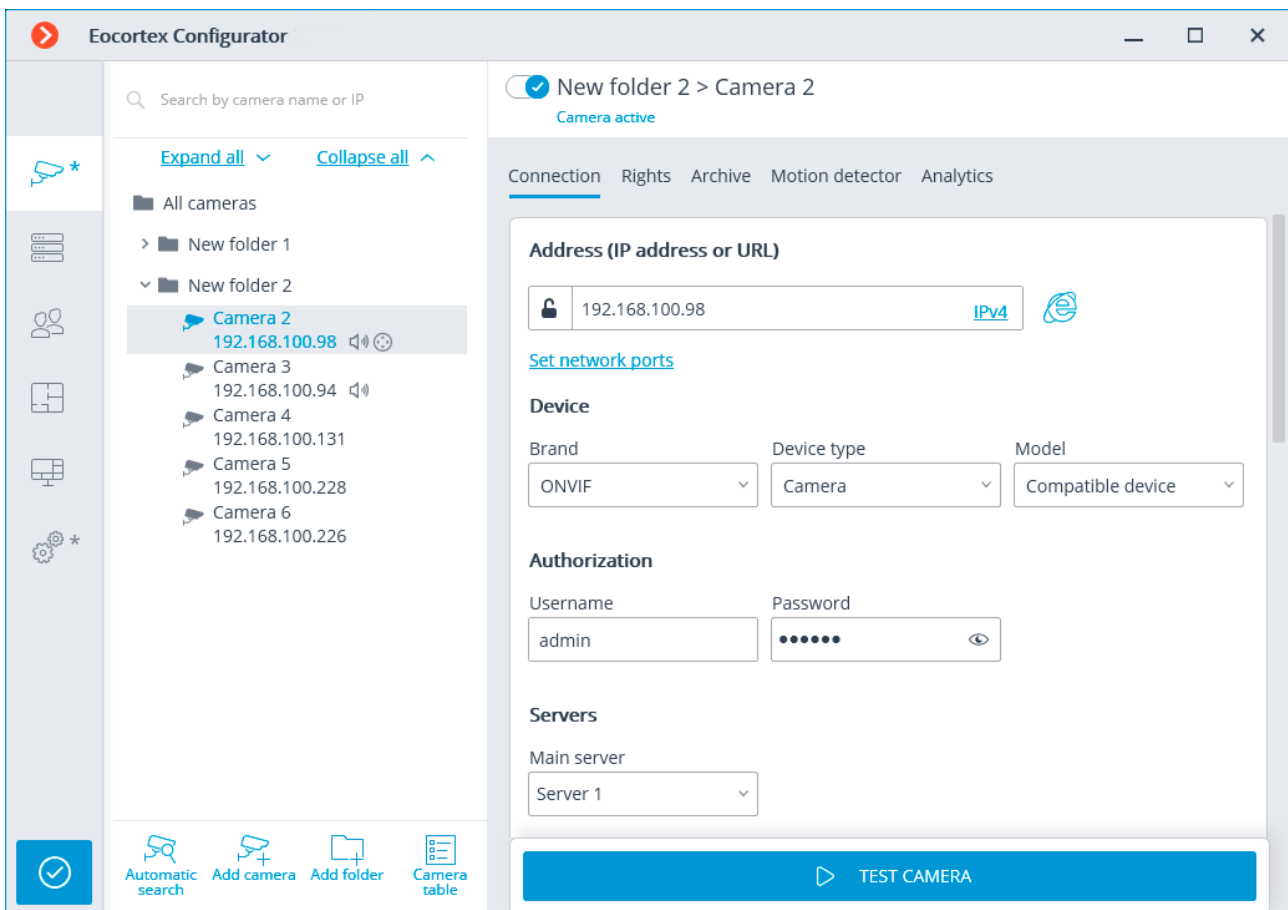 Eocortex Configurator
Search by camera name or IP
Expand all
Collapse all
All cameras
New folder 1
New folder 2
Camera 2
192.168.100.98
Camera 3
192.168.100.94
Camera 4
192.168.100.131
Camera 5
192.168.100.228
Camera 6
192.168.100.226
Automatic search
Add camera
Add folder
Camera table
New folder 2 > Camera 2
Camera active
Connection Rights Archive Motion detector Analytics
Address (IP address or URL)
192.168.100.98 IPv4
Set network ports
Device
Brand Device type Model
ONVIF Camera Compatible device
Authorization
Username Password
admin ••••••
Servers
Main server
Server 1
TEST CAMERA